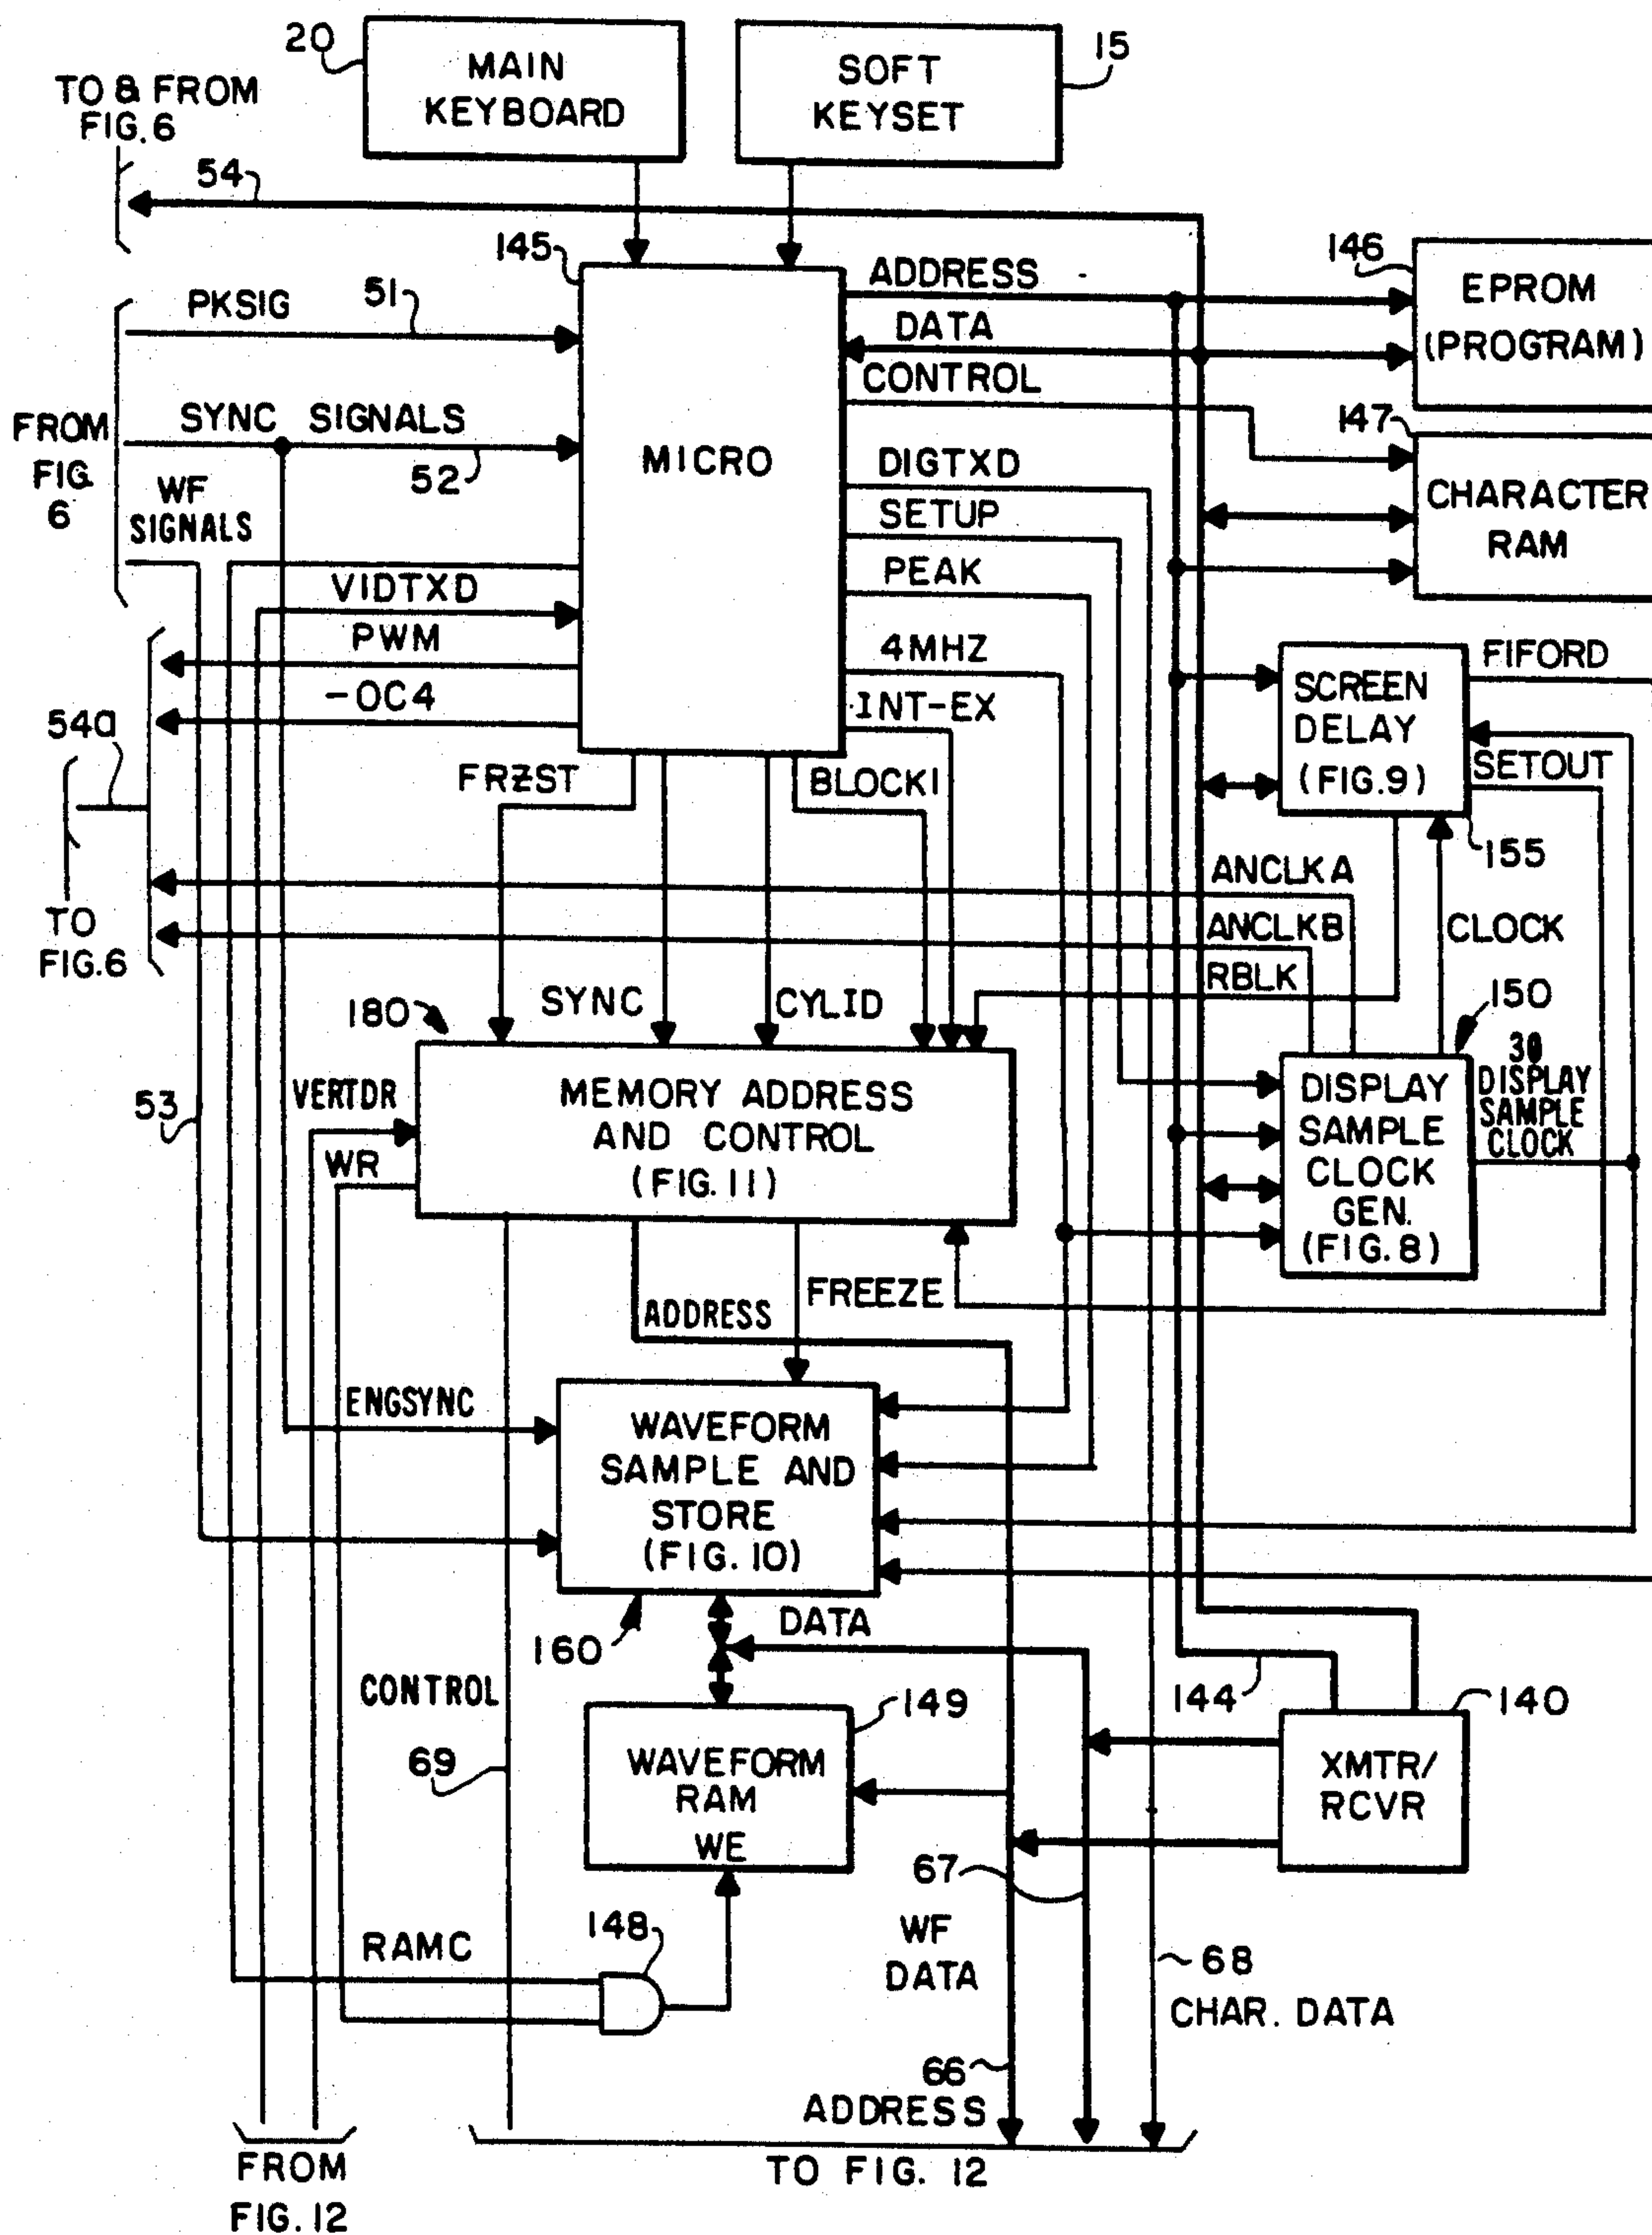 20
MAIN
KEYBOARD
SOFT
KEYSET
15
TO & FROM
FIG. 6
54
145
ADDRESS
146
EPROM
(PROGRAM)
PKSIG
51
DATA
CONTROL
147
CHARACTER
RAM
FROM
FIG.
6
SYNC SIGNALS
52
MICRO
DIGTXD
SETUP
WF
SIGNALS
PEAK
VIDTXD
PWM
4MHZ
-OC4
INT-EX
54a
SCREEN
DELAY
(FIG.9)
FIFORD
SETOUT
155
FRZST
BLOCK1
ANCLKA
ANCLKB
CLOCK
RBLK
TO
FIG.6
180
SYNC
CYLID
150
30
DISPLAY
SAMPLE
CLOCK
53
VERTDR
WR
MEMORY ADDRESS
AND CONTROL
(FIG. 11)
DISPLAY
SAMPLE
CLOCK
GEN.
(FIG. 8)
ADDRESS
FREEZE
ENGSYNC
WAVEFORM
SAMPLE AND
STORE
(FIG. 10)
160
DATA
CONTROL
69
149
WAVEFORM
RAM
WE
144
140
XMTR/
RCVR
67
WF
DATA
RAMC
148
68
CHAR. DATA
66
ADDRESS
FROM
FIG. 12
TO FIG. 12